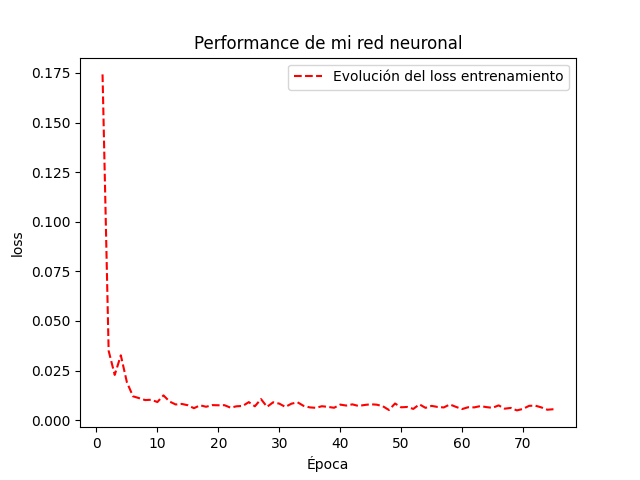 Performance de mi red neuronal
Evolución del loss entrenamiento
0.175
0.150
0.125
0.100
0.075
0.050
0.025
0.000
loss
0 10 20 30 40 50 60 70
Época